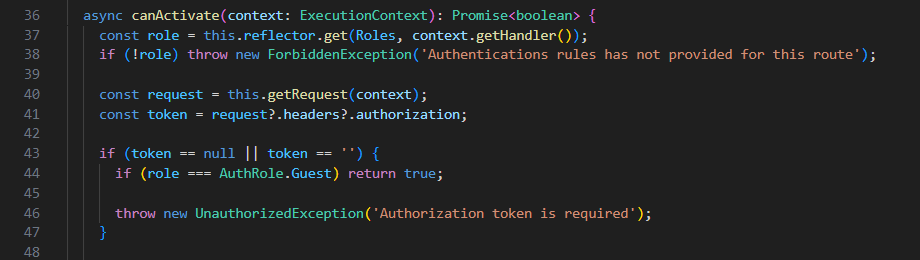 36 async canActivate(context: ExecutionContext): Promise<boolean> {
37 const role = this.reflector.get(Roles, context.getHandler());
38 if (!role) throw new ForbiddenException('Authentications rules has not provided for this route');
39
40 const request = this.getRequest(context);
41 const token = request?.headers?.authorization;
42
43 if (token == null || token == '') {
44 if (role === AuthRole.Guest) return true;
45
46 throw new UnauthorizedException('Authorization token is required');
47 }
48